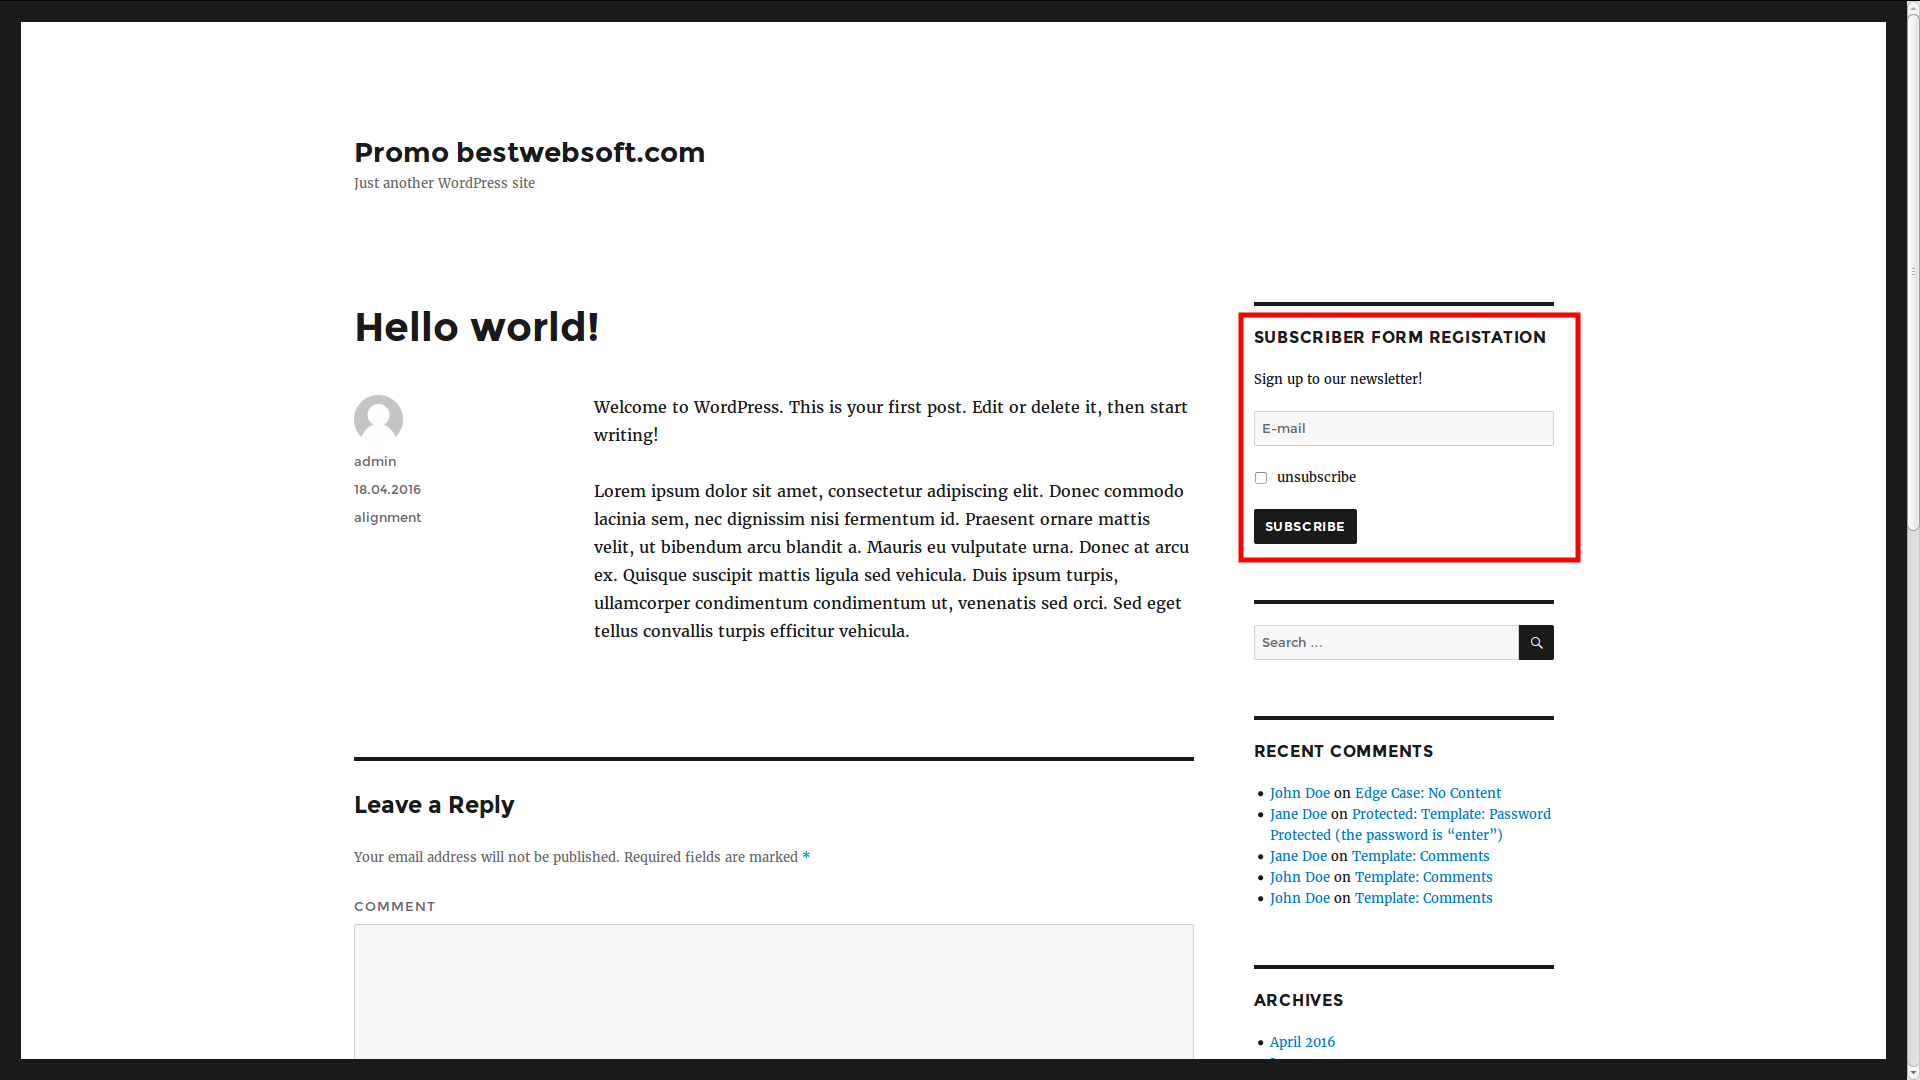 Promo bestwebsoft.com
Just another WordPress site
Hello world!
admin
18.04.2016
alignment
Welcome to WordPress. This is your first post. Edit or delete it, then start
writing!
Lorem ipsum dolor sit amet, consectetur adipiscing elit. Donec commodo
lacinia sem, nec dignissim nisi fermentum id. Praesent ornare mattis
velit, ut bibendum arcu blandit a. Mauris eu vulputate urna. Donec at arcu
ex. Quisque suscipit mattis ligula sed vehicula. Duis ipsum turpis,
ullamcorper condimentum condimentum ut, venenatis sed orci. Sed eget
tellus convallis turpis efficitur vehicula.
Leave a Reply
Your email address will not be published. Required fields are marked *
COMMENT
SUBSCRIBER FORM REGISTATION
Sign up to our newsletter!
E-mail
unsubscribe
SUBSCRIBE
Search ...
RECENT COMMENTS
John Doe on Edge Case: No Content
Jane Doe on Protected: Template: Password
Protected (the password is “enter”)
Jane Doe on Template: Comments
John Doe on Template: Comments
John Doe on Template: Comments
ARCHIVES
April 2016